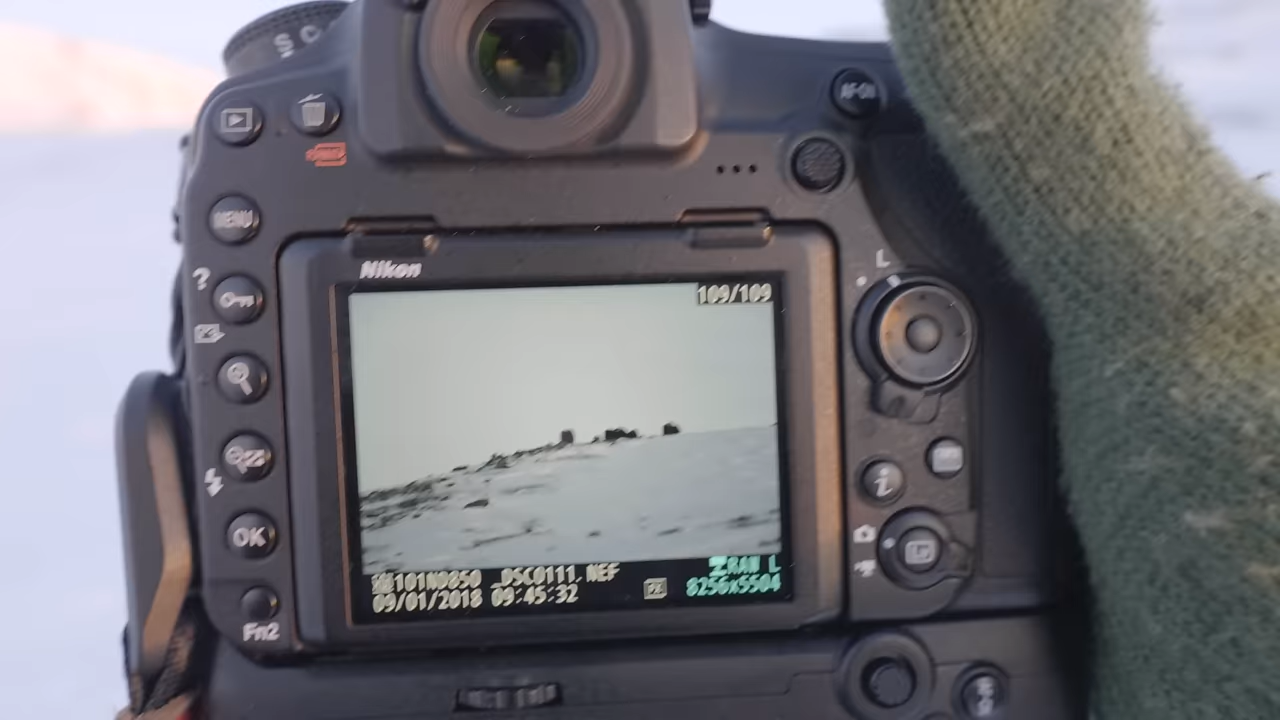 S
AF-ON
MENU
?
Nikon
109/109
L
i
OK
101ND850 _DSC0111.NEF
RAW L
09/01/2018 09:45:32
8256x5504
Fn2